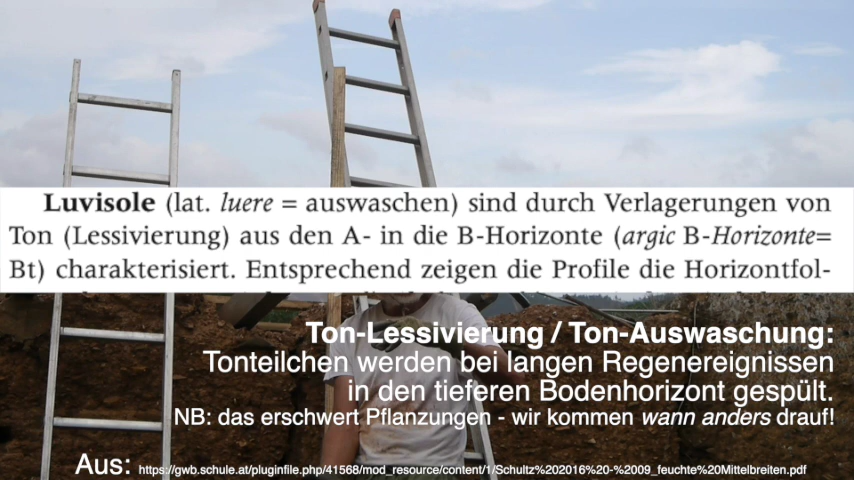 Luvisole (lat. luere = auswaschen) sind durch Verlagerungen von
Ton (Lessivierung) aus den A- in die B-Horizonte (argic B-Horizonte=
Bt) charakterisiert. Entsprechend zeigen die Profile die Horizontfol-
Ton-Lessivierung / Ton-Auswaschung:
Tonteilchen werden bei langen Regenereignissen
in den tieferen Bodenhorizont gespült.
NB: das erschwert Pflanzungen - wir kommen wann anders drauf!
Aus: https://gwb.schule.at/pluginfile.php/41568/mod_resource/content/1/Schultz%202016%20-%2009_feuchte%20Mittelbreiten.pdf